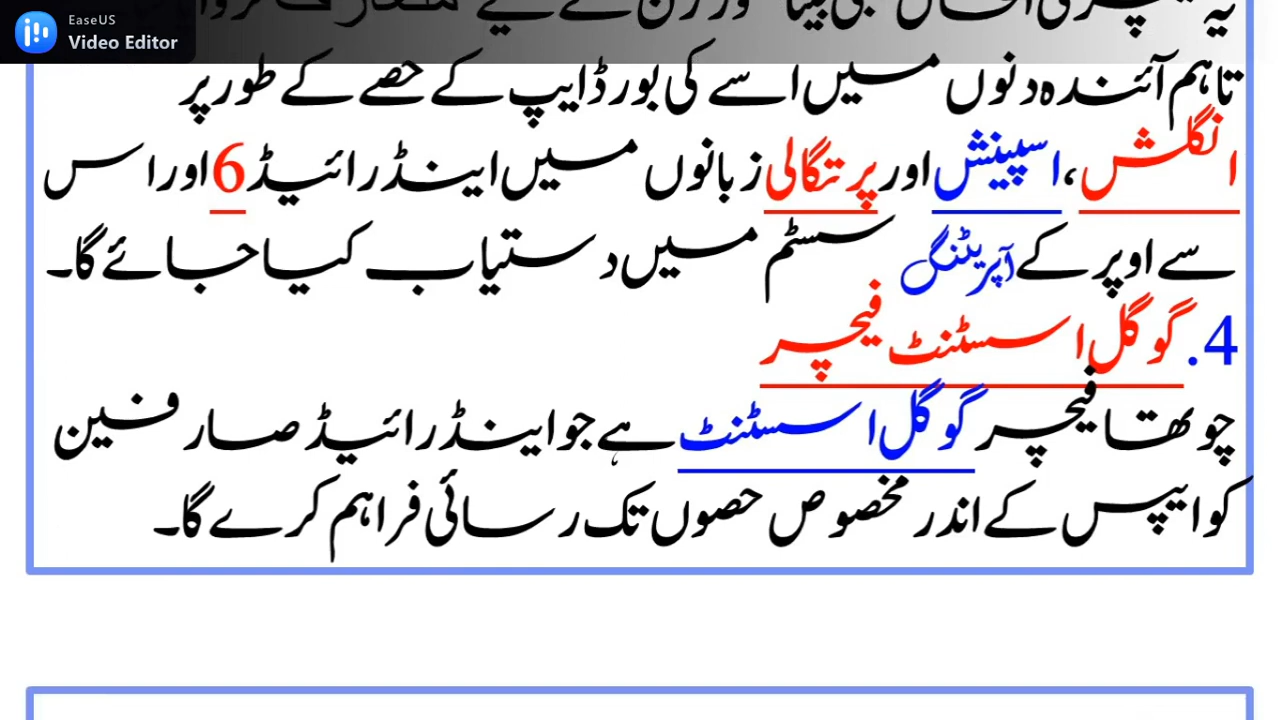 EaseUS
Video Editor
تاہم آئندہ دنوں میں اسے کی بورڈ ایپ کے حصے کے طور پر
انگلش، اسپینش اور پرتگالی زبانوں میں اینڈرائیڈ 6 اور اس
سے اوپر کے آپریٹنگ سسٹم میں دستیاب کیا جائے گا۔
4. گوگل اسسٹنٹ فیچر
چوتھا فیچر گوگل اسسٹنٹ ہے جو اینڈرائیڈ صارفین
کو ایپس کے اندر مخصوص حصوں تک رسائی فراہم کرے گا۔